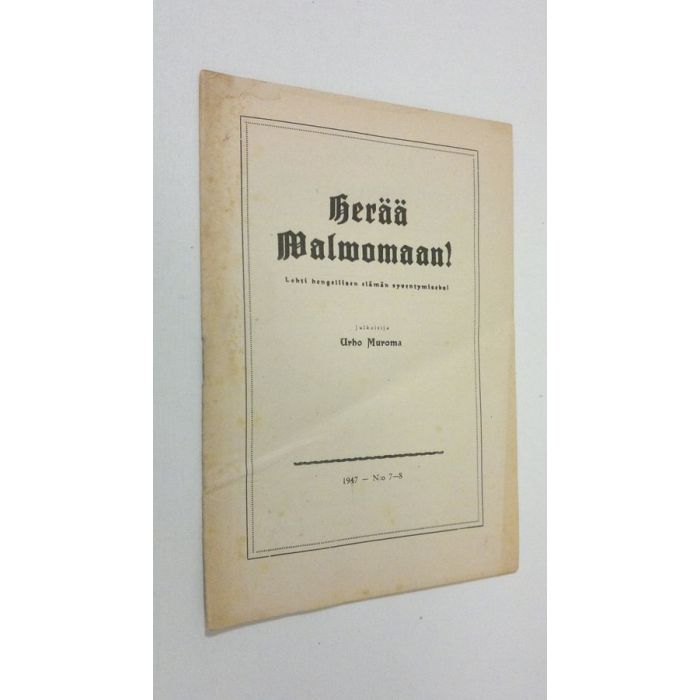 Herää
Walwomaan!
Lehti hengellisen elämän syventymiseksi
Julkaisija
Urho Muroma
1947 — N:o 7—8